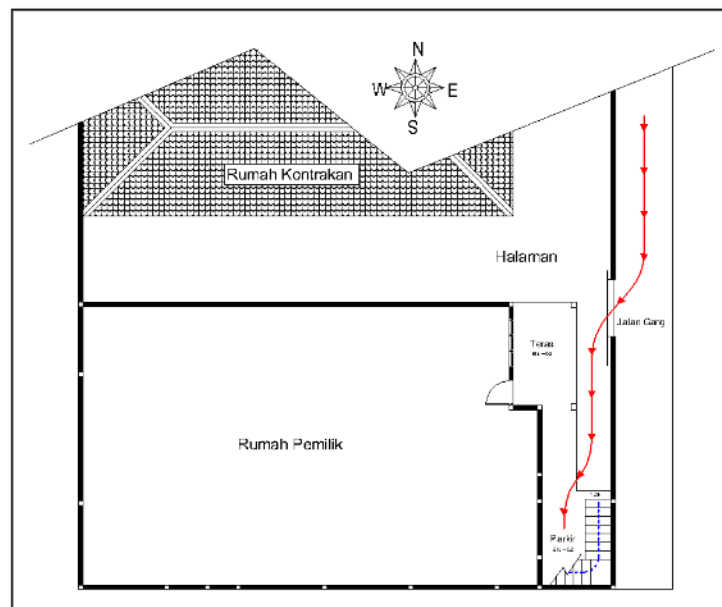 N
W E
S
Rumah Kontrakan
Halaman
Jalan Gang
Teras
Rumah Pemilik
Parkir